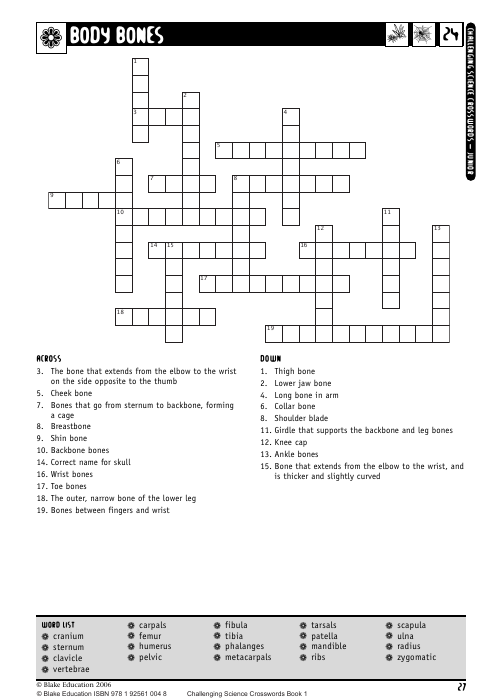 BODY BONES
24
CHALLENGING SCIENCE CROSSWORDS – JUNIOR
1
2
3
4
5
6
7
8
9
10
11
12
13
14
15
16
17
18
19
ACROSS
3. The bone that extends from the elbow to the wrist
on the side opposite to the thumb
5. Cheek bone
7. Bones that go from sternum to backbone, forming
a cage
8. Breastbone
9. Shin bone
10. Backbone bones
14. Correct name for skull
16. Wrist bones
17. Toe bones
18. The outer, narrow bone of the lower leg
19. Bones between fingers and wrist
DOWN
1. Thigh bone
2. Lower jaw bone
4. Long bone in arm
6. Collar bone
8. Shoulder blade
11. Girdle that supports the backbone and leg bones
12. Knee cap
13. Ankle bones
15. Bone that extends from the elbow to the wrist, and
is thicker and slightly curved
WORD LIST
cranium
sternum
clavicle
vertebrae
carpals
femur
humerus
pelvic
fibula
tibia
phalanges
metacarpals
tarsals
patella
mandible
ribs
scapula
ulna
radius
zygomatic
© Blake Education 2006
27
© Blake Education ISBN 978 1 92561 004 8 Challenging Science Crosswords Book 1